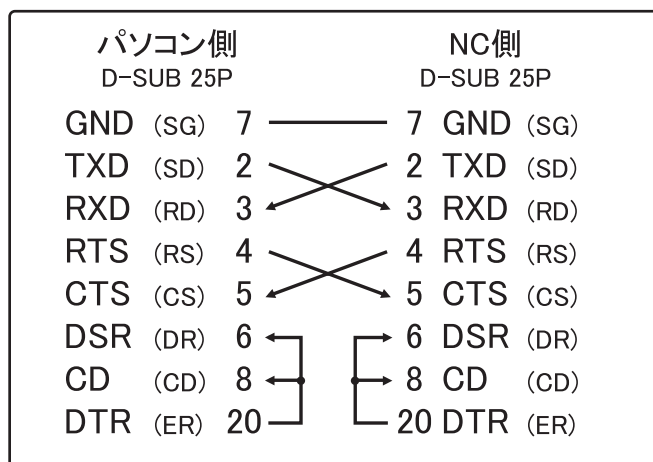 パソコン側 NC側
D-SUB 25P D-SUB 25P
GND (SG) 7 7 GND (SG)
TXD (SD) 2 2 TXD (SD)
RXD (RD) 3 3 RXD (RD)
RTS (RS) 4 4 RTS (RS)
CTS (CS) 5 5 CTS (CS)
DSR (DR) 6 6 DSR (DR)
CD (CD) 8 8 CD (CD)
DTR (ER) 20 20 DTR (ER)